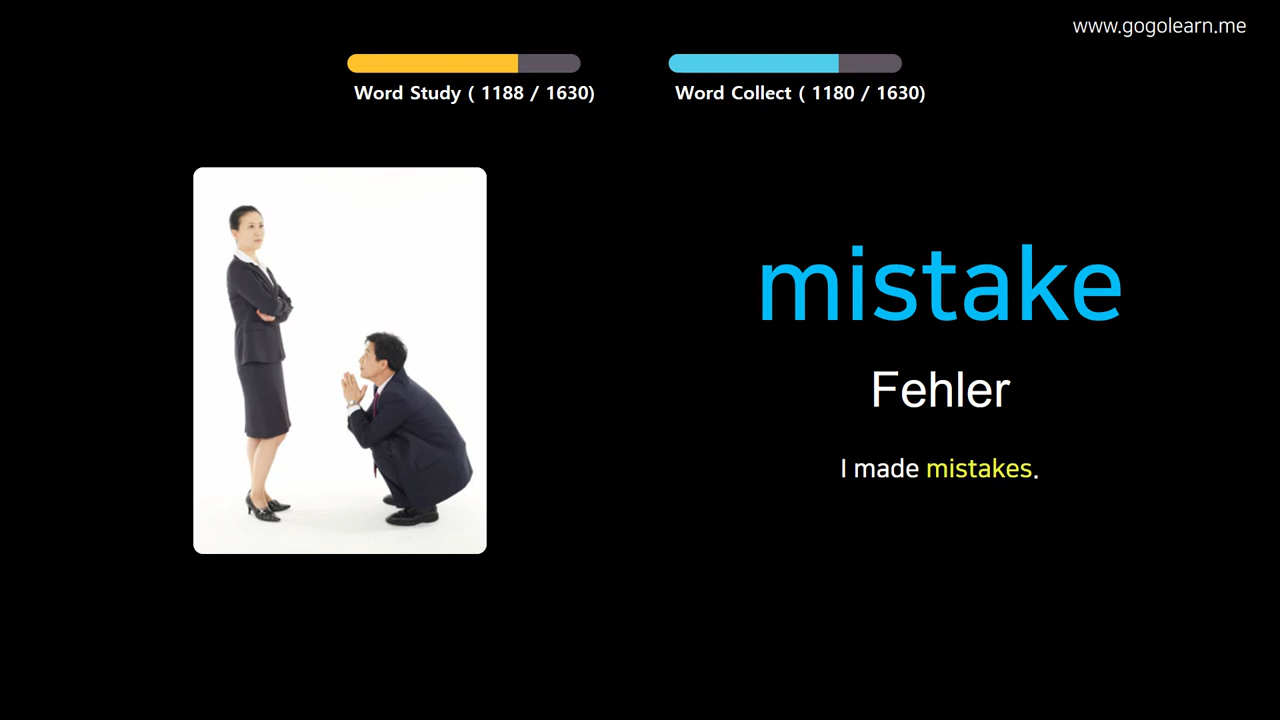 www.gogolearn.me
Word Study ( 1188 / 1630)
Word Collect ( 1180 / 1630)
mistake
Fehler
I made mistakes.